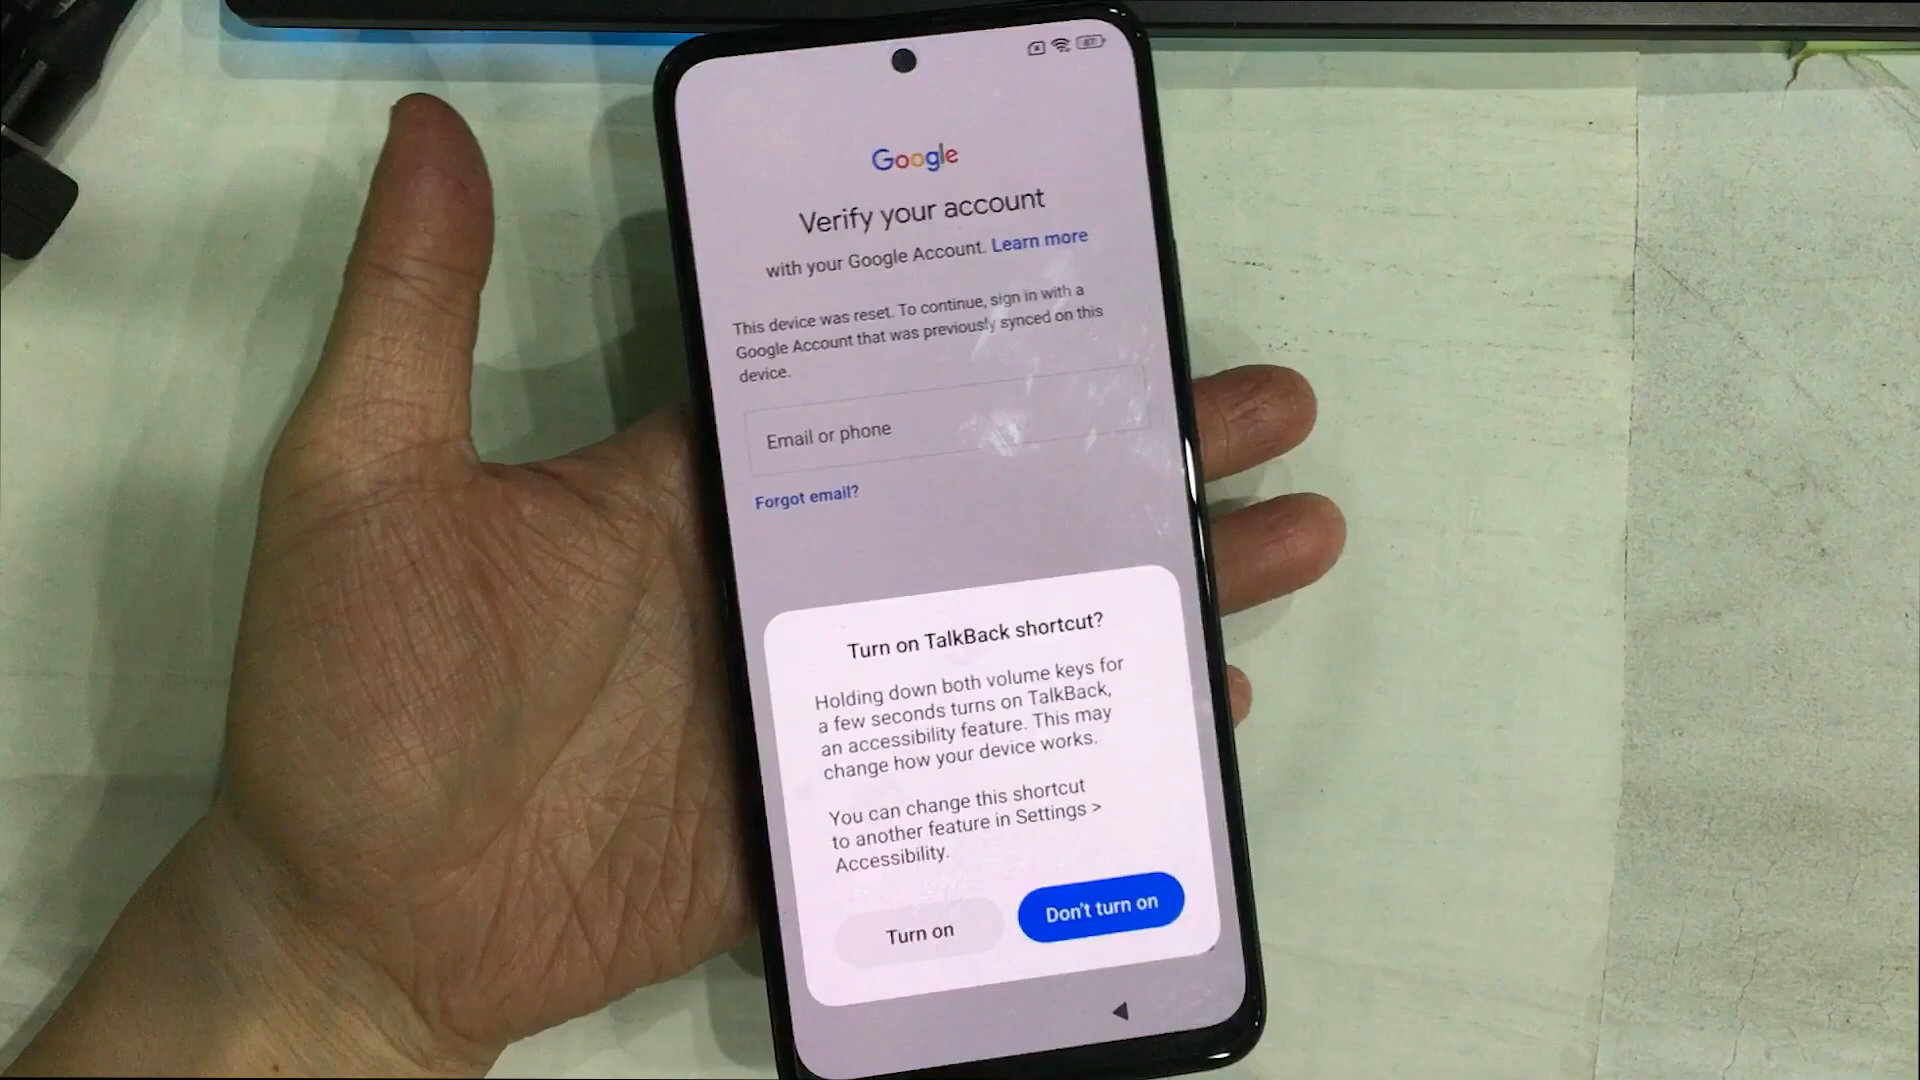 87
Google
Verify your account
with your Google Account. Learn more
This device was reset. To continue, sign in with a
Google Account that was previously synced on this
device.
Email or phone
Forgot email?
Turn on TalkBack shortcut?
Holding down both volume keys for
a few seconds turns on TalkBack,
an accessibility feature. This may
change how your device works.
You can change this shortcut
to another feature in Settings >
Accessibility.
Turn on
Don't turn on